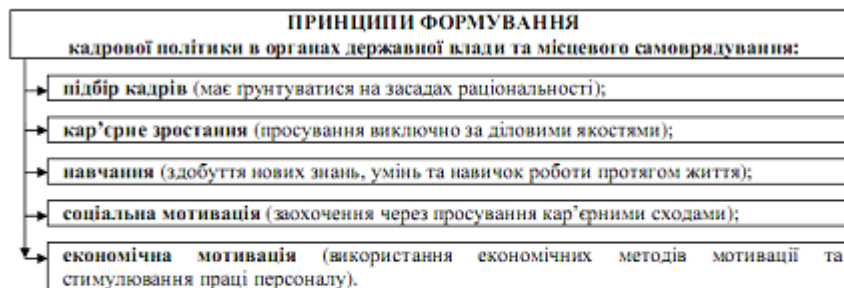 ПРИНЦИПИ ФОРМУВАННЯ
кадрової політики в органах державної влади та місцевого самоврядування:
підбір кадрів (має ґрунтуватися на засадах раціональності);
кар’єрне зростання (просування виключно за діловими якостями);
навчання (здобуття нових знань, умінь та навичок роботи протягом життя);
соціальна мотивація (заохочення через просування кар’єрними сходами);
економічна мотивація (використання економічних методів мотивації та
стимулювання праці персоналу).